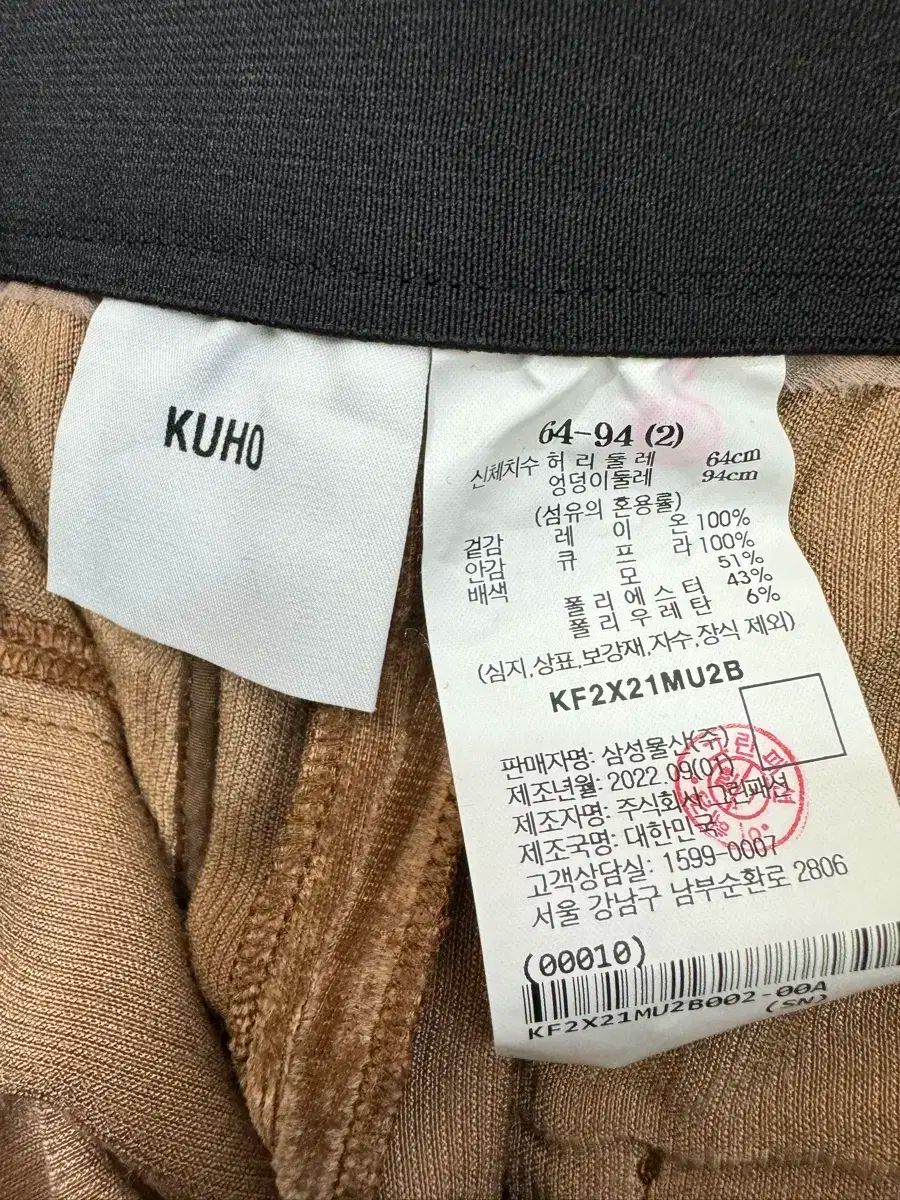 KUHO
64-94 (2)
신체치수 허리둘레 64cm
엉덩이둘레 94cm
(섬유의 혼용률)
겉감 레이온 100%
안감 큐프라 100%
배색 모 51%
폴리에스터 43%
폴리우레탄 6%
(심지,상표,보강재,자수,장식 제외)
KF2X21MU2B
판매자명: 삼성물산(주)
제조년월: 2022.09(01)
제조자명: 주식회사 그린패션
제조국명: 대한민국
고객상담실: 1599-0007
서울 강남구 남부순환로 2806
(00010)
KF2X21MU2B002-00A
(SN)